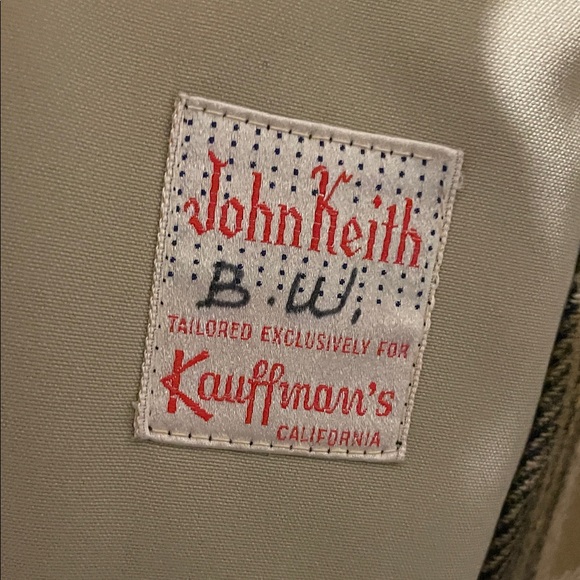 John Keith
B.W.
TAILORED EXCLUSIVELY FOR
Kauffman's
CALIFORNIA